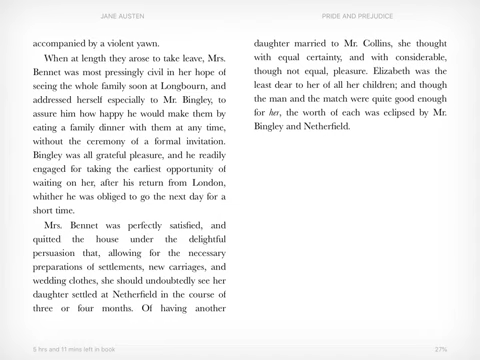 JANE AUSTEN
PRIDE AND PREJUDICE
accompanied by a violent yawn.
When at length they arose to take leave, Mrs.
Bennet was most pressingly civil in her hope of
seeing the whole family soon at Longbourn, and
addressed herself especially to Mr. Bingley, to
assure him how happy he would make them by
eating a family dinner with them at any time,
without the ceremony of a formal invitation.
Bingley was all grateful pleasure, and he readily
engaged for taking the earliest opportunity of
waiting on her, after his return from London,
whither he was obliged to go the next day for a
short time.
Mrs. Bennet was perfectly satisfied, and
quitted the house under the delightful
persuasion that, allowing for the necessary
preparations of settlements, new carriages, and
wedding clothes, she should undoubtedly see her
daughter settled at Netherfield in the course of
three or four months. Of having another
daughter married to Mr. Collins, she thought
with equal certainty, and with considerable,
though not equal, pleasure. Elizabeth was the
least dear to her of all her children; and though
the man and the match were quite good enough
for her, the worth of each was eclipsed by Mr.
Bingley and Netherfield.
5 hrs and 11 mins left in book
27%